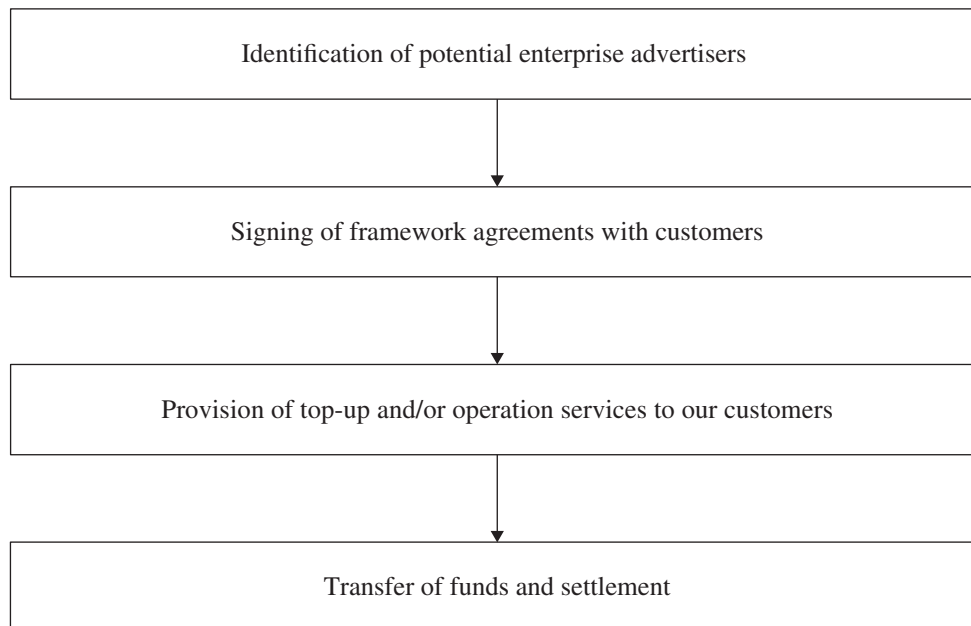 Identification of potential enterprise advertisers
Signing of framework agreements with customers
Provision of top-up and/or operation services to our customers
Transfer of funds and settlement